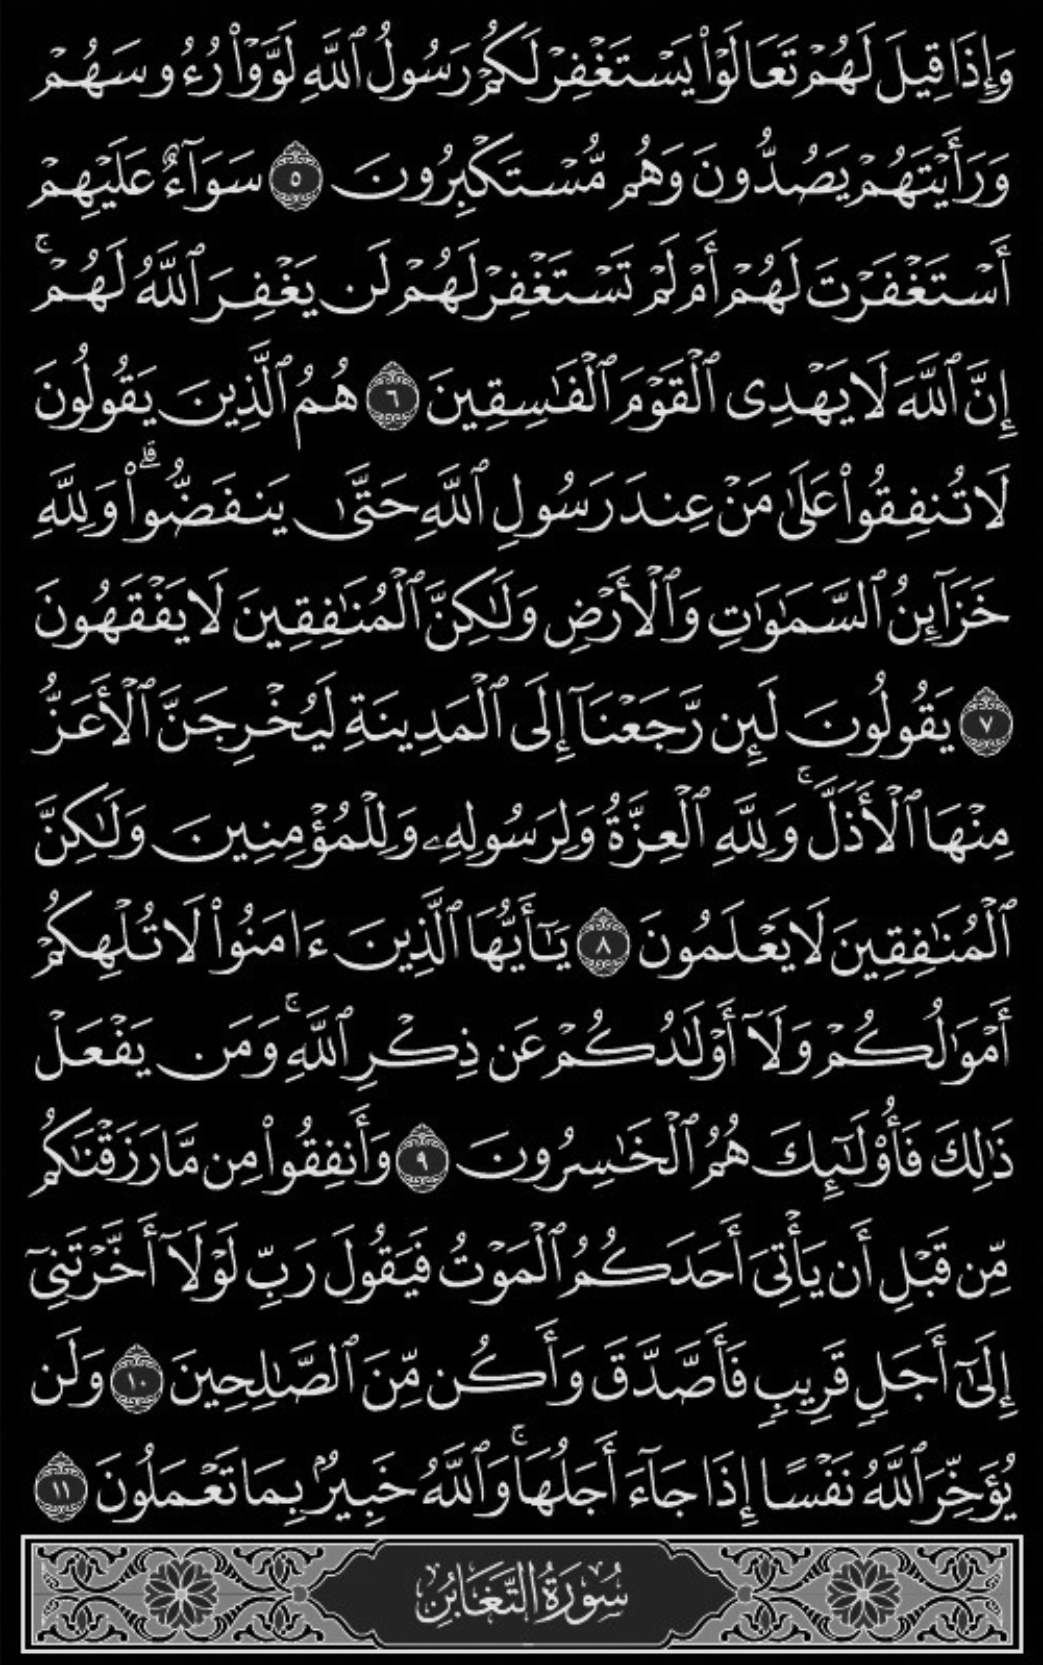 وَإِذَا قِيلَ لَهُمْ تَعَالَوْا۟ يَسْتَغْفِرْ لَكُمْ رَسُولُ ٱللَّهِ لَوَّوْا۟ رُءُوسَهُمْ
وَرَأَيْتَهُمْ يَصُدُّونَ وَهُم مُّسْتَكْبِرُونَ ٥ سَوَآءٌ عَلَيْهِمْ
أَسْتَغْفَرْتَ لَهُمْ أَمْ لَمْ تَسْتَغْفِرْ لَهُمْ لَن يَغْفِرَ ٱللَّهُ لَهُمْ ۚ
إِنَّ ٱللَّهَ لَا يَهْدِى ٱلْقَوْمَ ٱلْفَـٰسِقِينَ ٦ هُمُ ٱلَّذِينَ يَقُولُونَ
لَا تُنفِقُوا۟ عَلَىٰ مَنْ عِندَ رَسُولِ ٱللَّهِ حَتَّىٰ يَنفَضُّوا۟ ۗ وَلِلَّهِ
خَزَآئِنُ ٱلسَّمَـٰوَٰتِ وَٱلْأَرْضِ وَلَـٰكِنَّ ٱلْمُنَـٰفِقِينَ لَا يَفْقَهُونَ
٧ يَقُولُونَ لَئِن رَّجَعْنَآ إِلَى ٱلْمَدِينَةِ لَيُخْرِجَنَّ ٱلْأَعَزُّ
مِنْهَا ٱلْأَذَلَّ ۚ وَلِلَّهِ ٱلْعِزَّةُ وَلِرَسُولِهِۦ وَلِلْمُؤْمِنِينَ وَلَـٰكِنَّ
ٱلْمُنَـٰفِقِينَ لَا يَعْلَمُونَ ٨ يَـٰٓأَيُّهَا ٱلَّذِينَ ءَامَنُوا۟ لَا تُلْهِكُمْ
أَمْوَٰلُكُمْ وَلَآ أَوْلَـٰدُكُمْ عَن ذِكْرِ ٱللَّهِ ۚ وَمَن يَفْعَلْ
ذَٰلِكَ فَأُو۟لَـٰٓئِكَ هُمُ ٱلْخَـٰسِرُونَ ٩ وَأَنفِقُوا۟ مِن مَّا رَزَقْنَـٰكُم
مِّن قَبْلِ أَن يَأْتِىَ أَحَدَكُمُ ٱلْمَوْتُ فَيَقُولَ رَبِّ لَوْلَآ أَخَّرْتَنِىٓ
إِلَىٰٓ أَجَلٍ قَرِيبٍ فَأَصَّدَّقَ وَأَكُن مِّنَ ٱلصَّـٰلِحِينَ ١٠ وَلَن
يُؤَخِّرَ ٱللَّهُ نَفْسًا إِذَا جَآءَ أَجَلُهَا ۚ وَٱللَّهُ خَبِيرٌۢ بِمَا تَعْمَلُونَ ١١
سُورَةُ التَّغَابُنِ